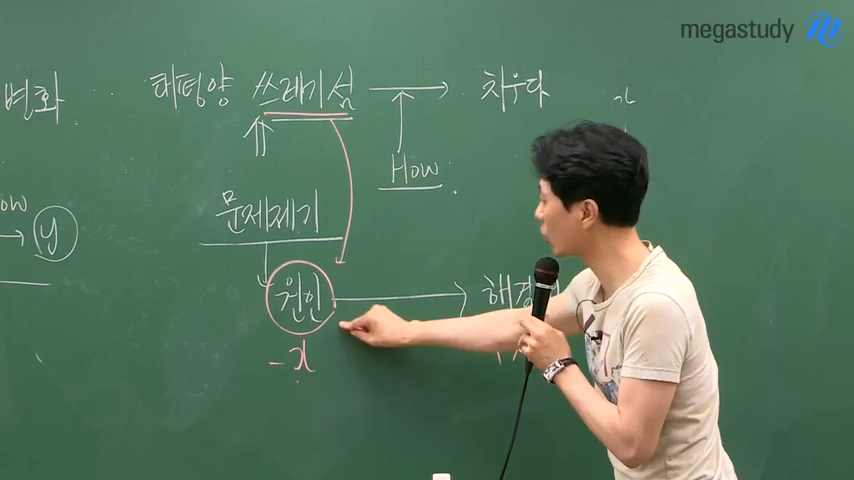 megastudy
변화
태평양 쓰레기섬 → 치우다
How
문제제기
y
원인 → 해결
-x